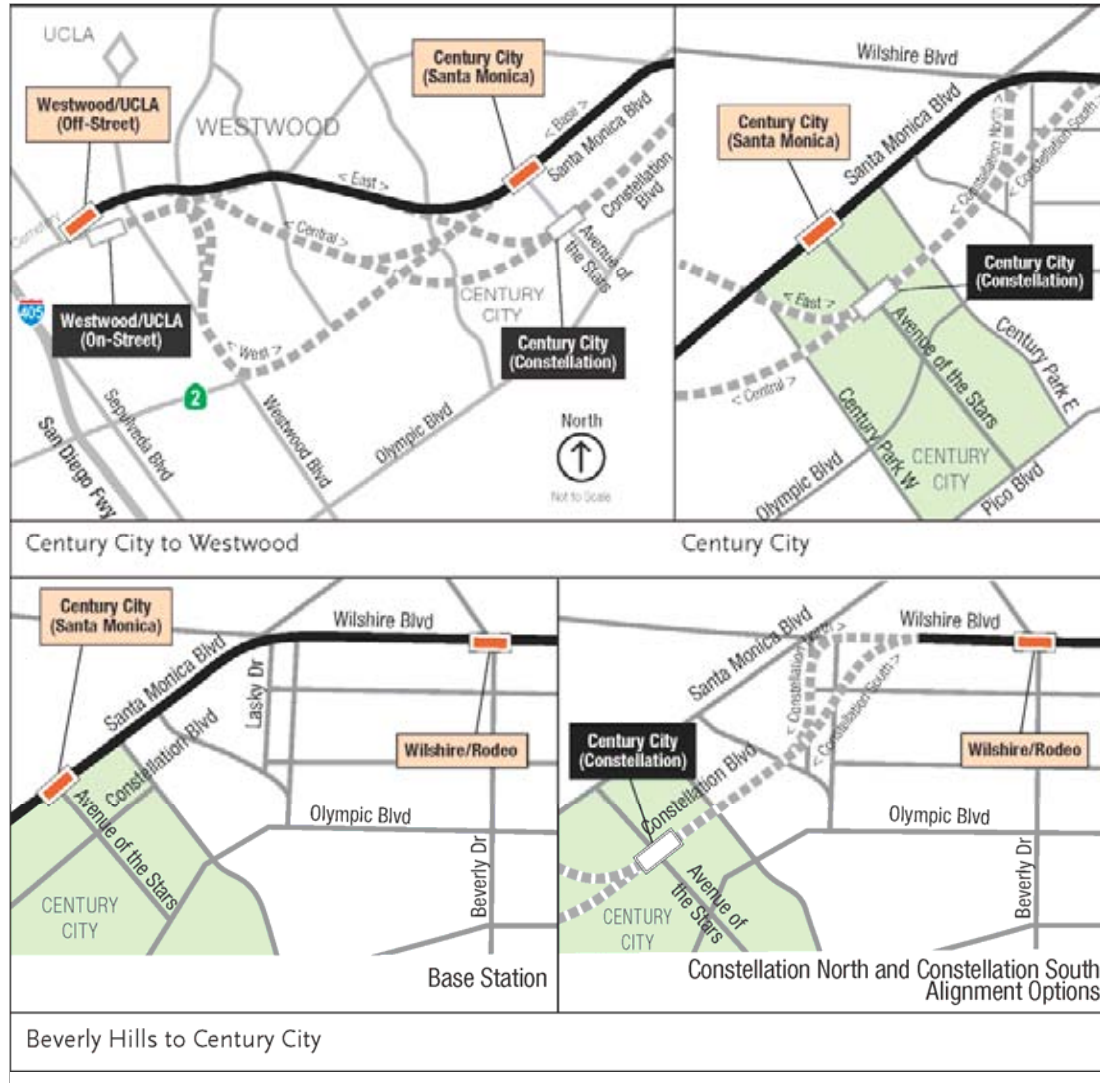 UCLA
Westwood/UCLA
(Off-Street)
WESTWOOD
Century City
(Santa Monica)
< Base >
Santa Monica Blvd
Constellation
Blvd
< East >
< Central >
Cemetery
Avenue of
the Stars
CENTURY
CITY
405
Westwood/UCLA
(On-Street)
Century City
(Constellation)
< West >
2
Sepulveda Blvd
San Diego Fwy
Westwood Blvd
Olympic Blvd
North
Not to Scale
Century City to Westwood
Wilshire Blvd
Santa Monica Blvd
Century City
(Santa Monica)
< Constellation North >
< Constellation South >
Century City
(Constellation)
< East >
< Central >
Avenue of the Stars
Century Park E
Century Park W
CENTURY
CITY
Olympic Blvd
Pico Blvd
Century City
Century City
(Santa Monica)
Wilshire Blvd
Santa Monica Blvd
Lasky Dr
Constellation Blvd
Wilshire/Rodeo
Avenue of the Stars
Olympic Blvd
Beverly Dr
CENTURY
CITY
Base Station
Santa Monica Blvd
Wilshire Blvd
< Constellation North >
< Constellation South >
Century City
(Constellation)
Constellation Blvd
Wilshire/Rodeo
Olympic Blvd
Avenue of
the Stars
Beverly Dr
CENTURY
CITY
Constellation North and Constellation South
Alignment Options
Beverly Hills to Century City